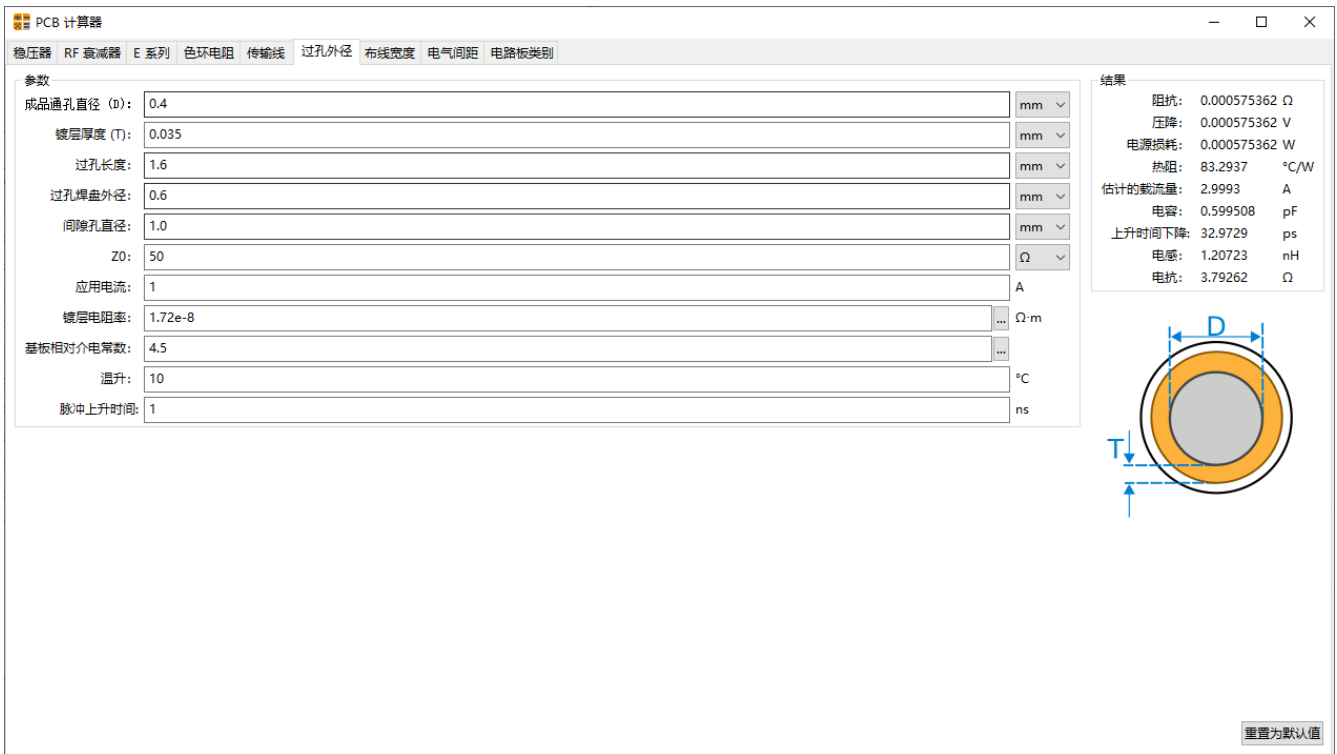 PCB 计算器
稳压器 RF 衰减器 E 系列 色环电阻 传输线 过孔外径 布线宽度 电气间距 电路板类别
参数
成品通孔直径 (D): 0.4 mm
镀层厚度 (T): 0.035 mm
过孔长度: 1.6 mm
过孔焊盘外径: 0.6 mm
间隙孔直径: 1.0 mm
Z0: 50 Ω
应用电流: 1 A
镀层电阻率: 1.72e-8 ... Ω·m
基板相对介电常数: 4.5 ...
温升: 10 °C
脉冲上升时间: 1 ns
结果
阻抗: 0.000575362 Ω
压降: 0.000575362 V
电源损耗: 0.000575362 W
热阻: 83.2937 °C/W
估计的载流量: 2.9993 A
电容: 0.599508 pF
上升时间下降: 32.9729 ps
电感: 1.20723 nH
电抗: 3.79262 Ω
D
T
重置为默认值